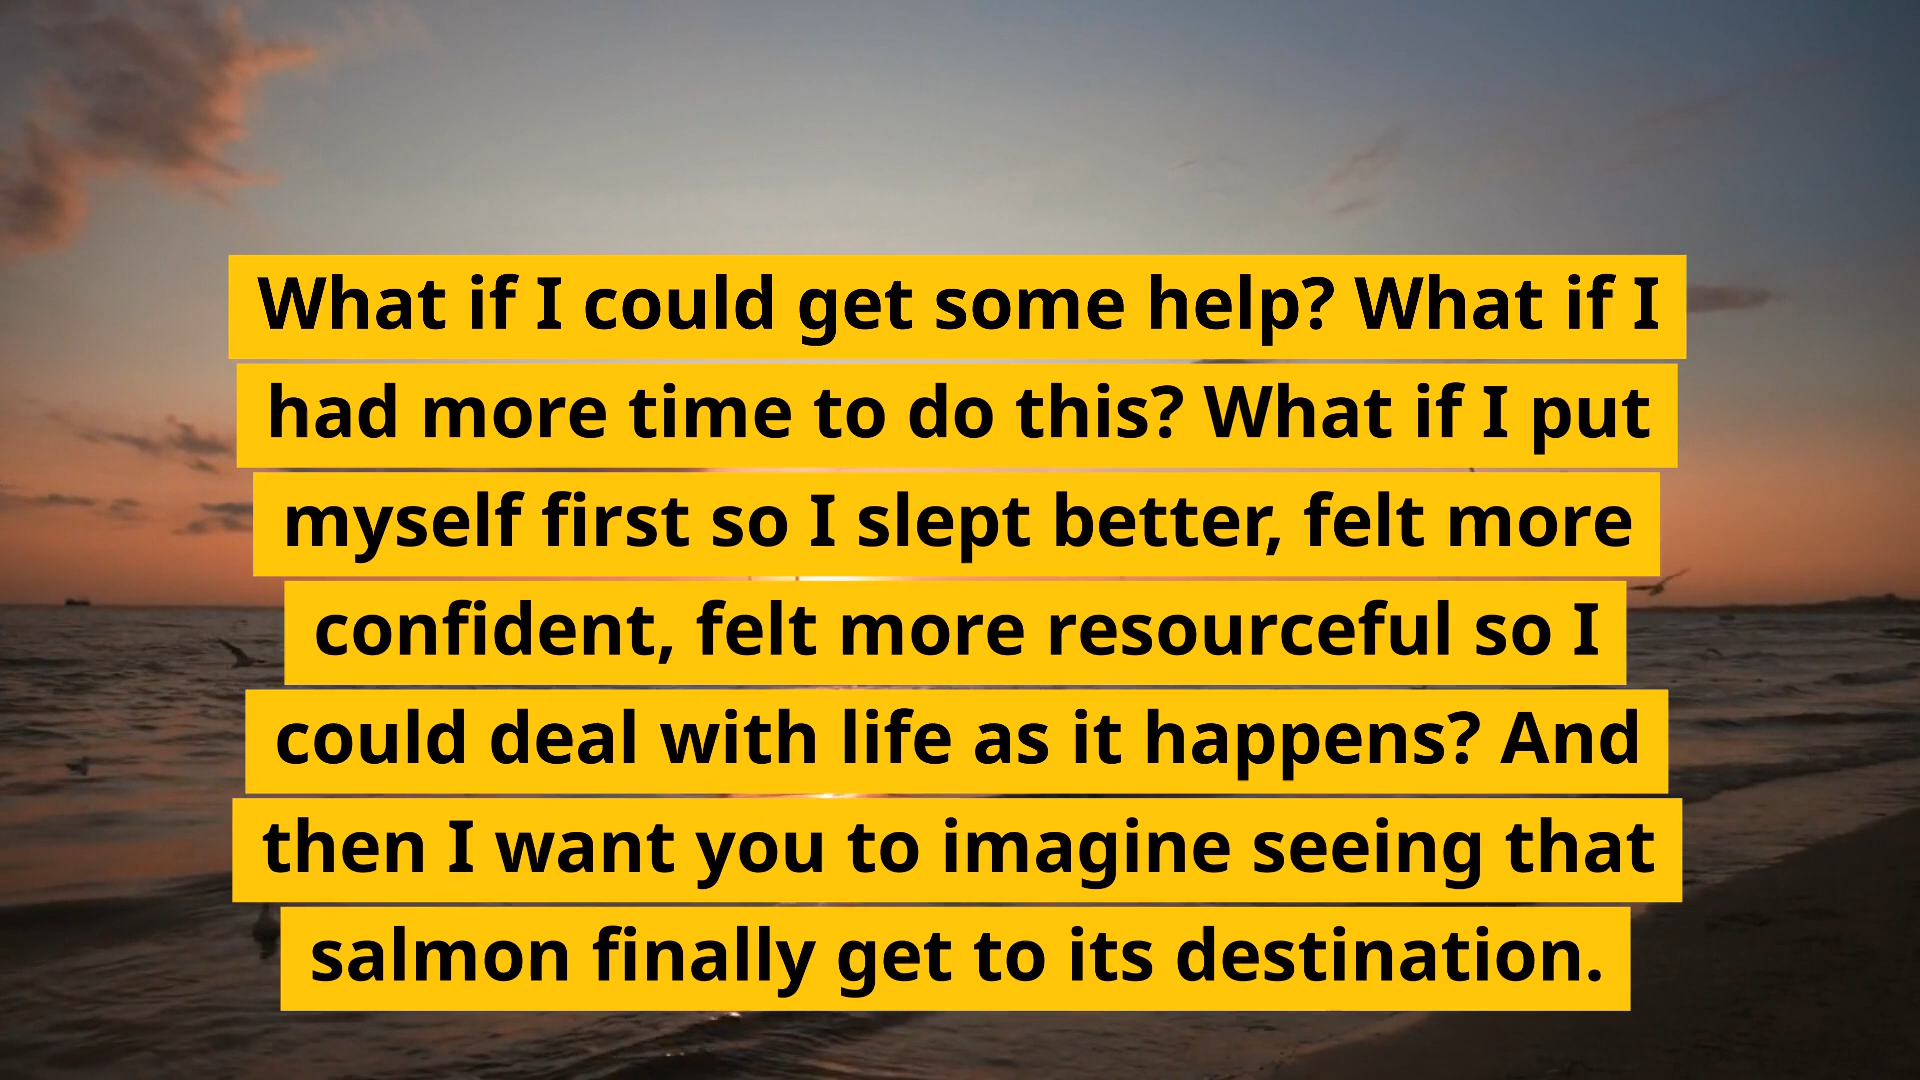 What if I could get some help? What if I
had more time to do this? What if I put
myself first so I slept better, felt more
confident, felt more resourceful so I
could deal with life as it happens? And
then I want you to imagine seeing that
salmon finally get to its destination.